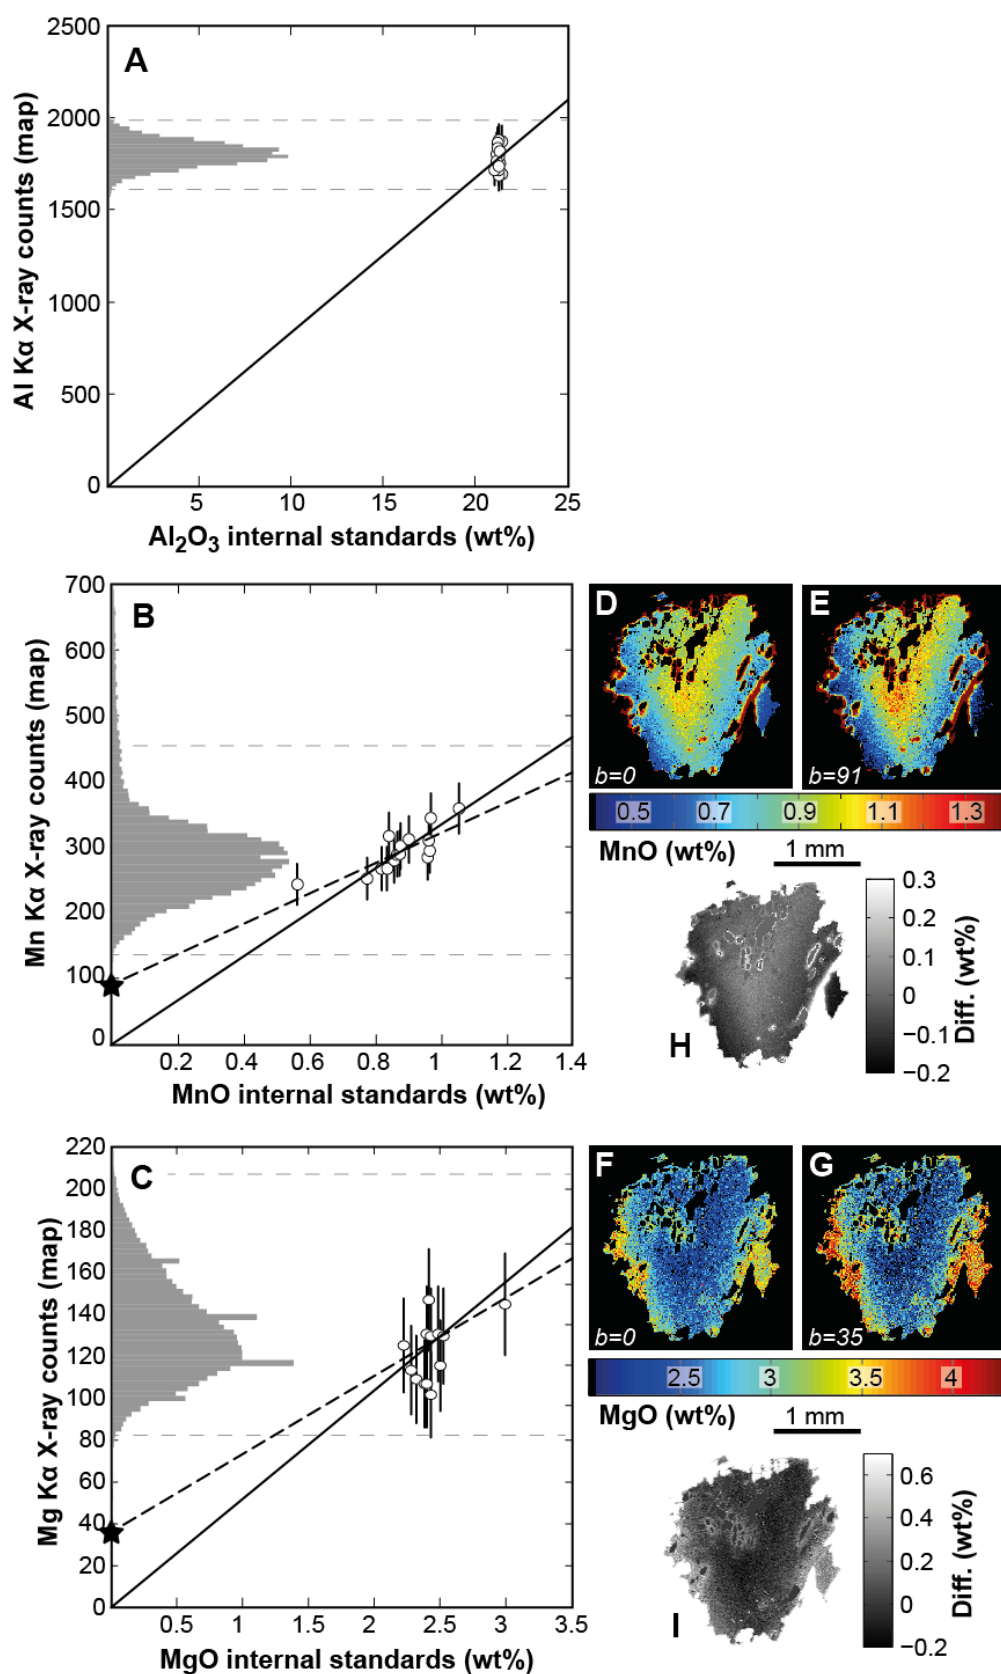 A
2500
2000
1500
1000
500
0
5 10 15 20 25
Al Kα X-ray counts (map)
Al2O3 internal standards (wt%)
B
700
600
500
400
300
200
100
0
0.2 0.4 0.6 0.8 1 1.2 1.4
Mn Kα X-ray counts (map)
MnO internal standards (wt%)
D
b=0
E
b=91
0.5 0.7 0.9 1.1 1.3
MnO (wt%)
1 mm
H
0.3
0.2
0.1
0
−0.1
−0.2
Diff. (wt%)
C
220
200
180
160
140
120
100
80
60
40
20
0
0.5 1 1.5 2 2.5 3 3.5
Mg Kα X-ray counts (map)
MgO internal standards (wt%)
F
b=0
G
b=35
2.5 3 3.5 4
MgO (wt%)
1 mm
I
0.6
0.4
0.2
0
−0.2
Diff. (wt%)